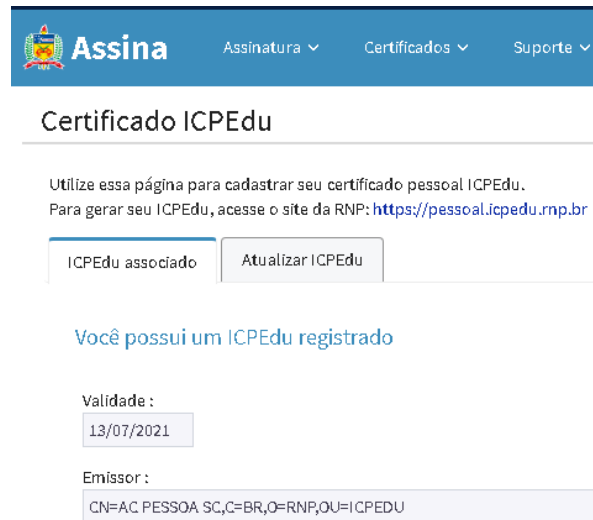 Assina
Assinatura Certificados Suporte
Certificado ICPEdu
Utilize essa página para cadastrar seu certificado pessoal ICPEdu.
Para gerar seu ICPEdu, acesse o site da RNP: https://pessoal.icpedu.rnp.br
ICPEdu associado Atualizar ICPEdu
Você possui um ICPEdu registrado
Validade :
13/07/2021
Emissor :
CN=AC PESSOA SC,C=BR,O=RNP,OU=ICPEDU